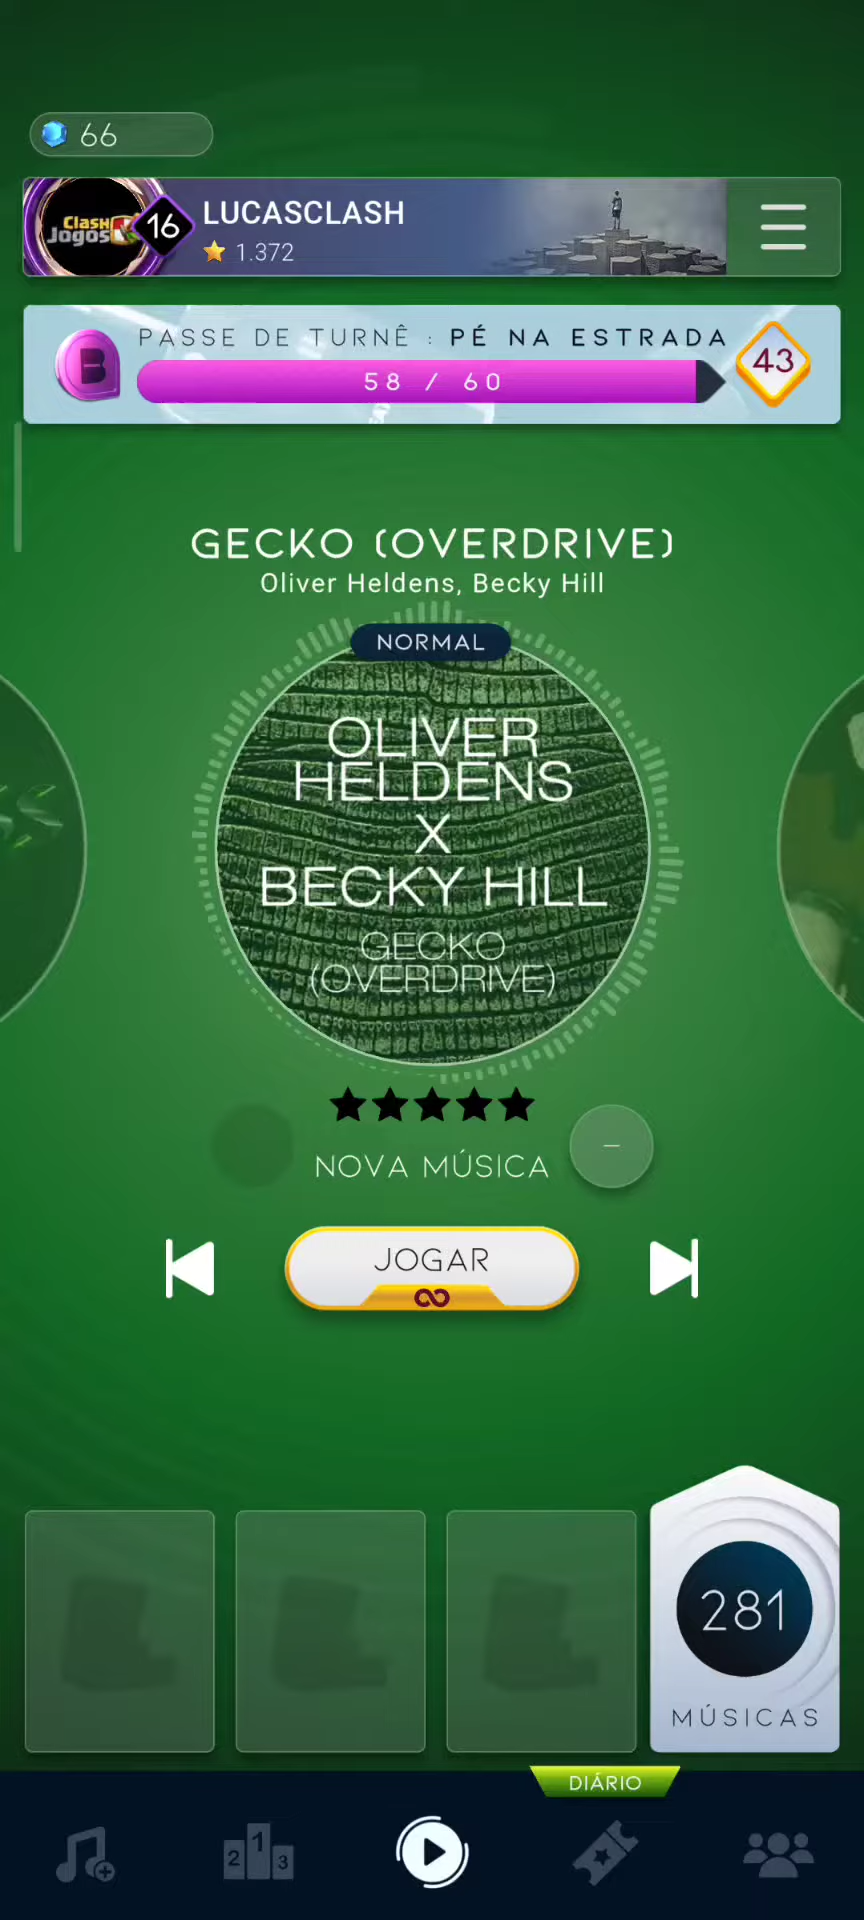 66
Clash
Jogos
16
LUCASCLASH
1.372
PASSE DE TURNÊ : PÉ NA ESTRADA
B
58 / 60
43
GECKO (OVERDRIVE)
Oliver Heldens, Becky Hill
NORMAL
OLIVER
HELDENS
X
BECKY HILL
GECKO
(OVERDRIVE)
NOVA MÚSICA
–
JOGAR
∞
281
MÚSICAS
DIÁRIO
2 1 3